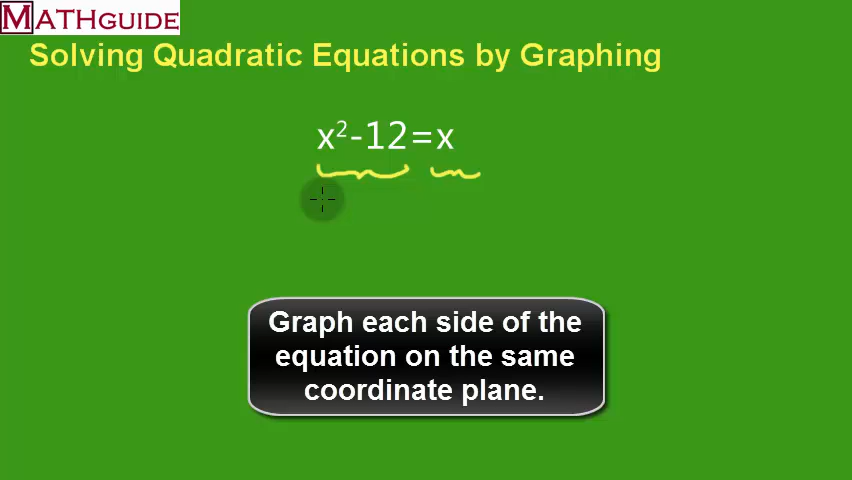 MATHGUIDE
Solving Quadratic Equations by Graphing
x²-12=x
Graph each side of the
equation on the same
coordinate plane.